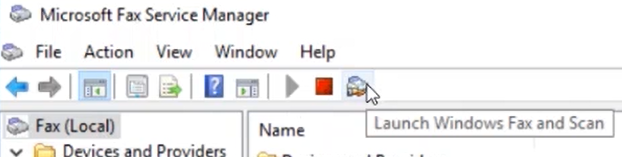 Microsoft Fax Service Manager
File Action View Window Help
Launch Windows Fax and Scan
Fax (Local)
Name
Devices and Providers